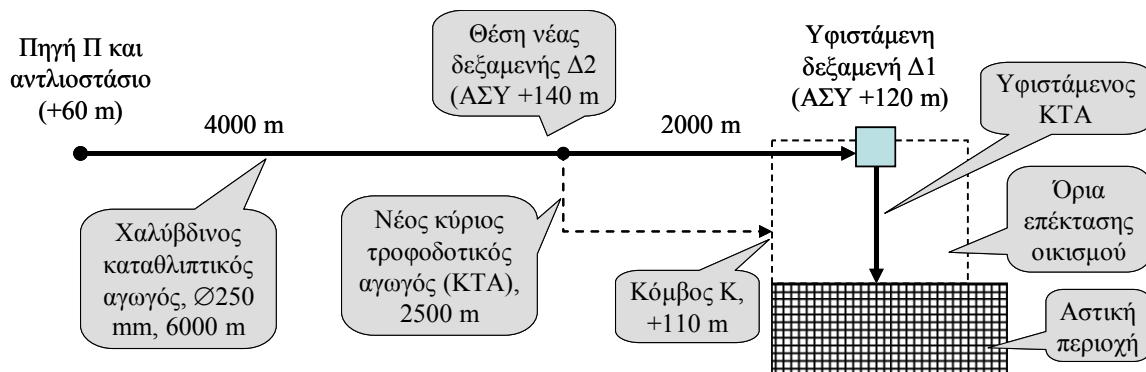 Πηγή Π και
αντλιοστάσιο
(+60 m)
4000 m
Θέση νέας
δεξαμενής Δ2
(ΑΣΥ +140 m
2000 m
Υφιστάμενη
δεξαμενή Δ1
(ΑΣΥ +120 m)
Υφιστάμενος
ΚΤΑ
Χαλύβδινος
καταθλιπτικός
αγωγός, ∅250
mm, 6000 m
Νέος κύριος
τροφοδοτικός
αγωγός (ΚΤΑ),
2500 m
Κόμβος Κ,
+110 m
Όρια
επέκτασης
οικισμού
Αστική
περιοχή